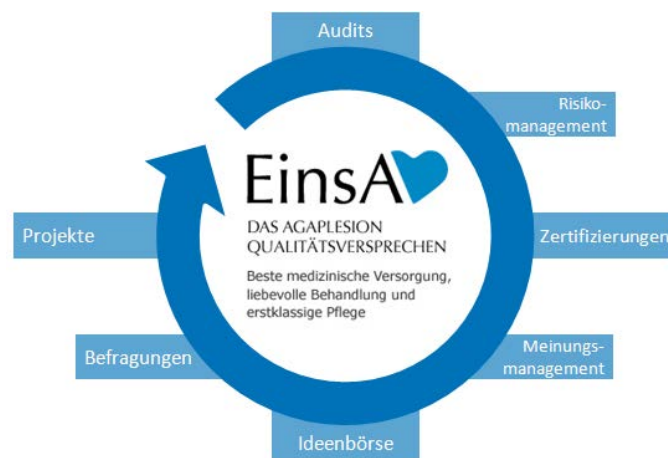 Audits
Risiko-
management
EinsA
DAS AGAPLESION
QUALITÄTSVERSPRECHEN
Beste medizinische Versorgung,
liebevolle Behandlung und
erstklassige Pflege
Projekte
Zertifizierungen
Befragungen
Meinungs-
management
Ideenbörse